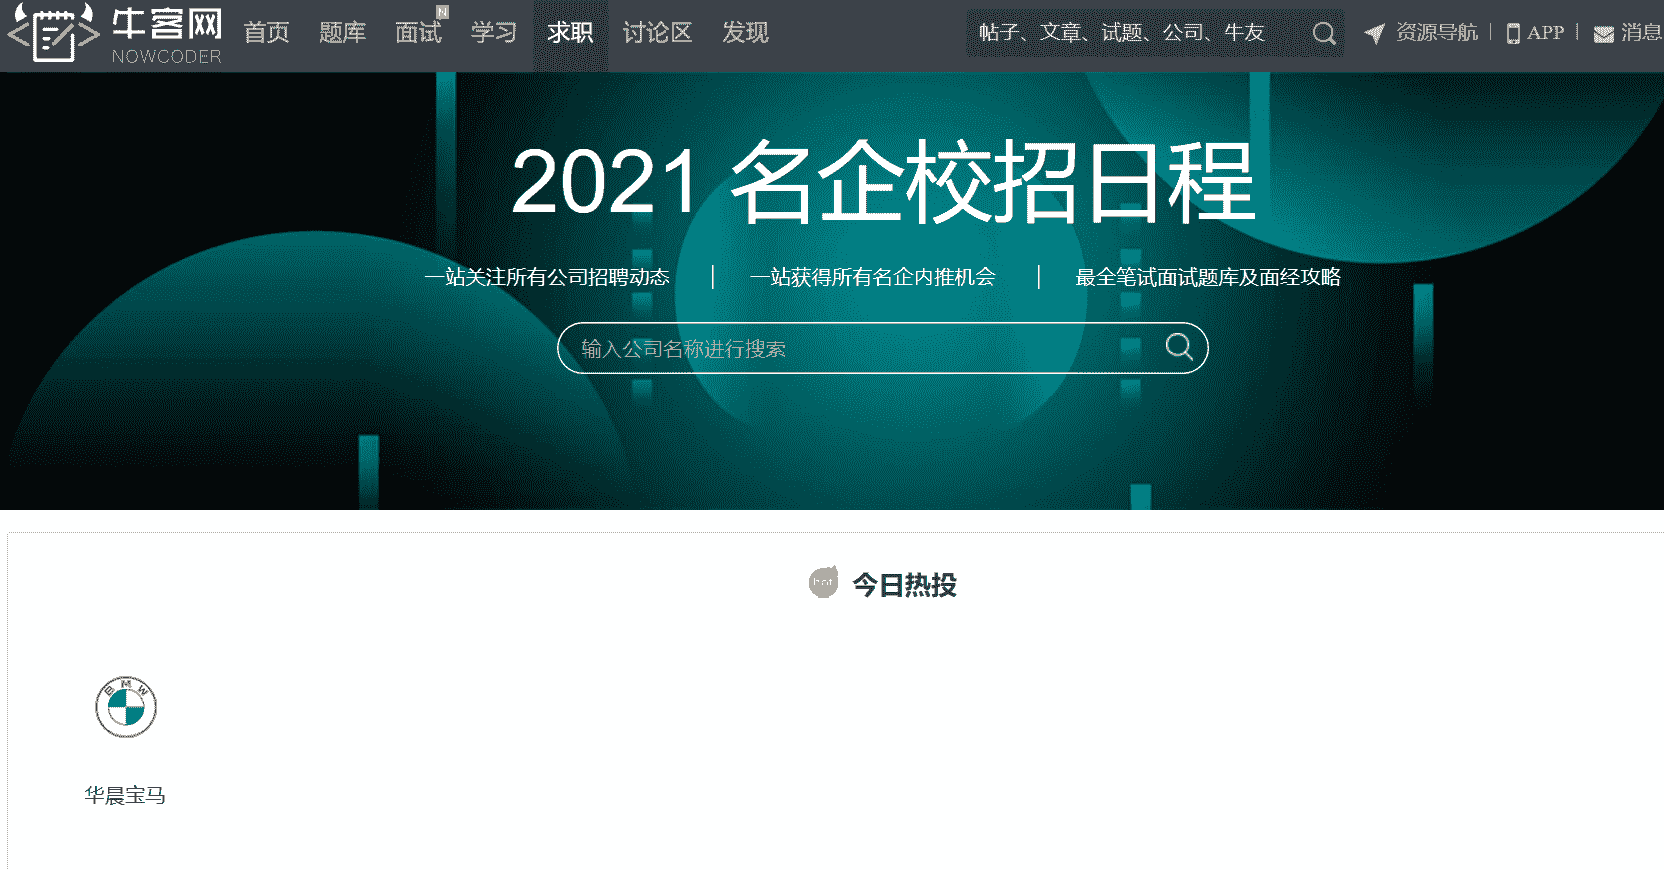 牛客网
NOWCODER
首页 题库 面试 N 学习 求职 讨论区 发现
帖子、文章、试题、公司、牛友
资源导航 | APP | 消息
2021 名企校招日程
一站关注所有公司招聘动态 | 一站获得所有名企内推机会 | 最全笔试面试题库及面经攻略
输入公司名称进行搜索
hot 今日热投
BMW
华晨宝马